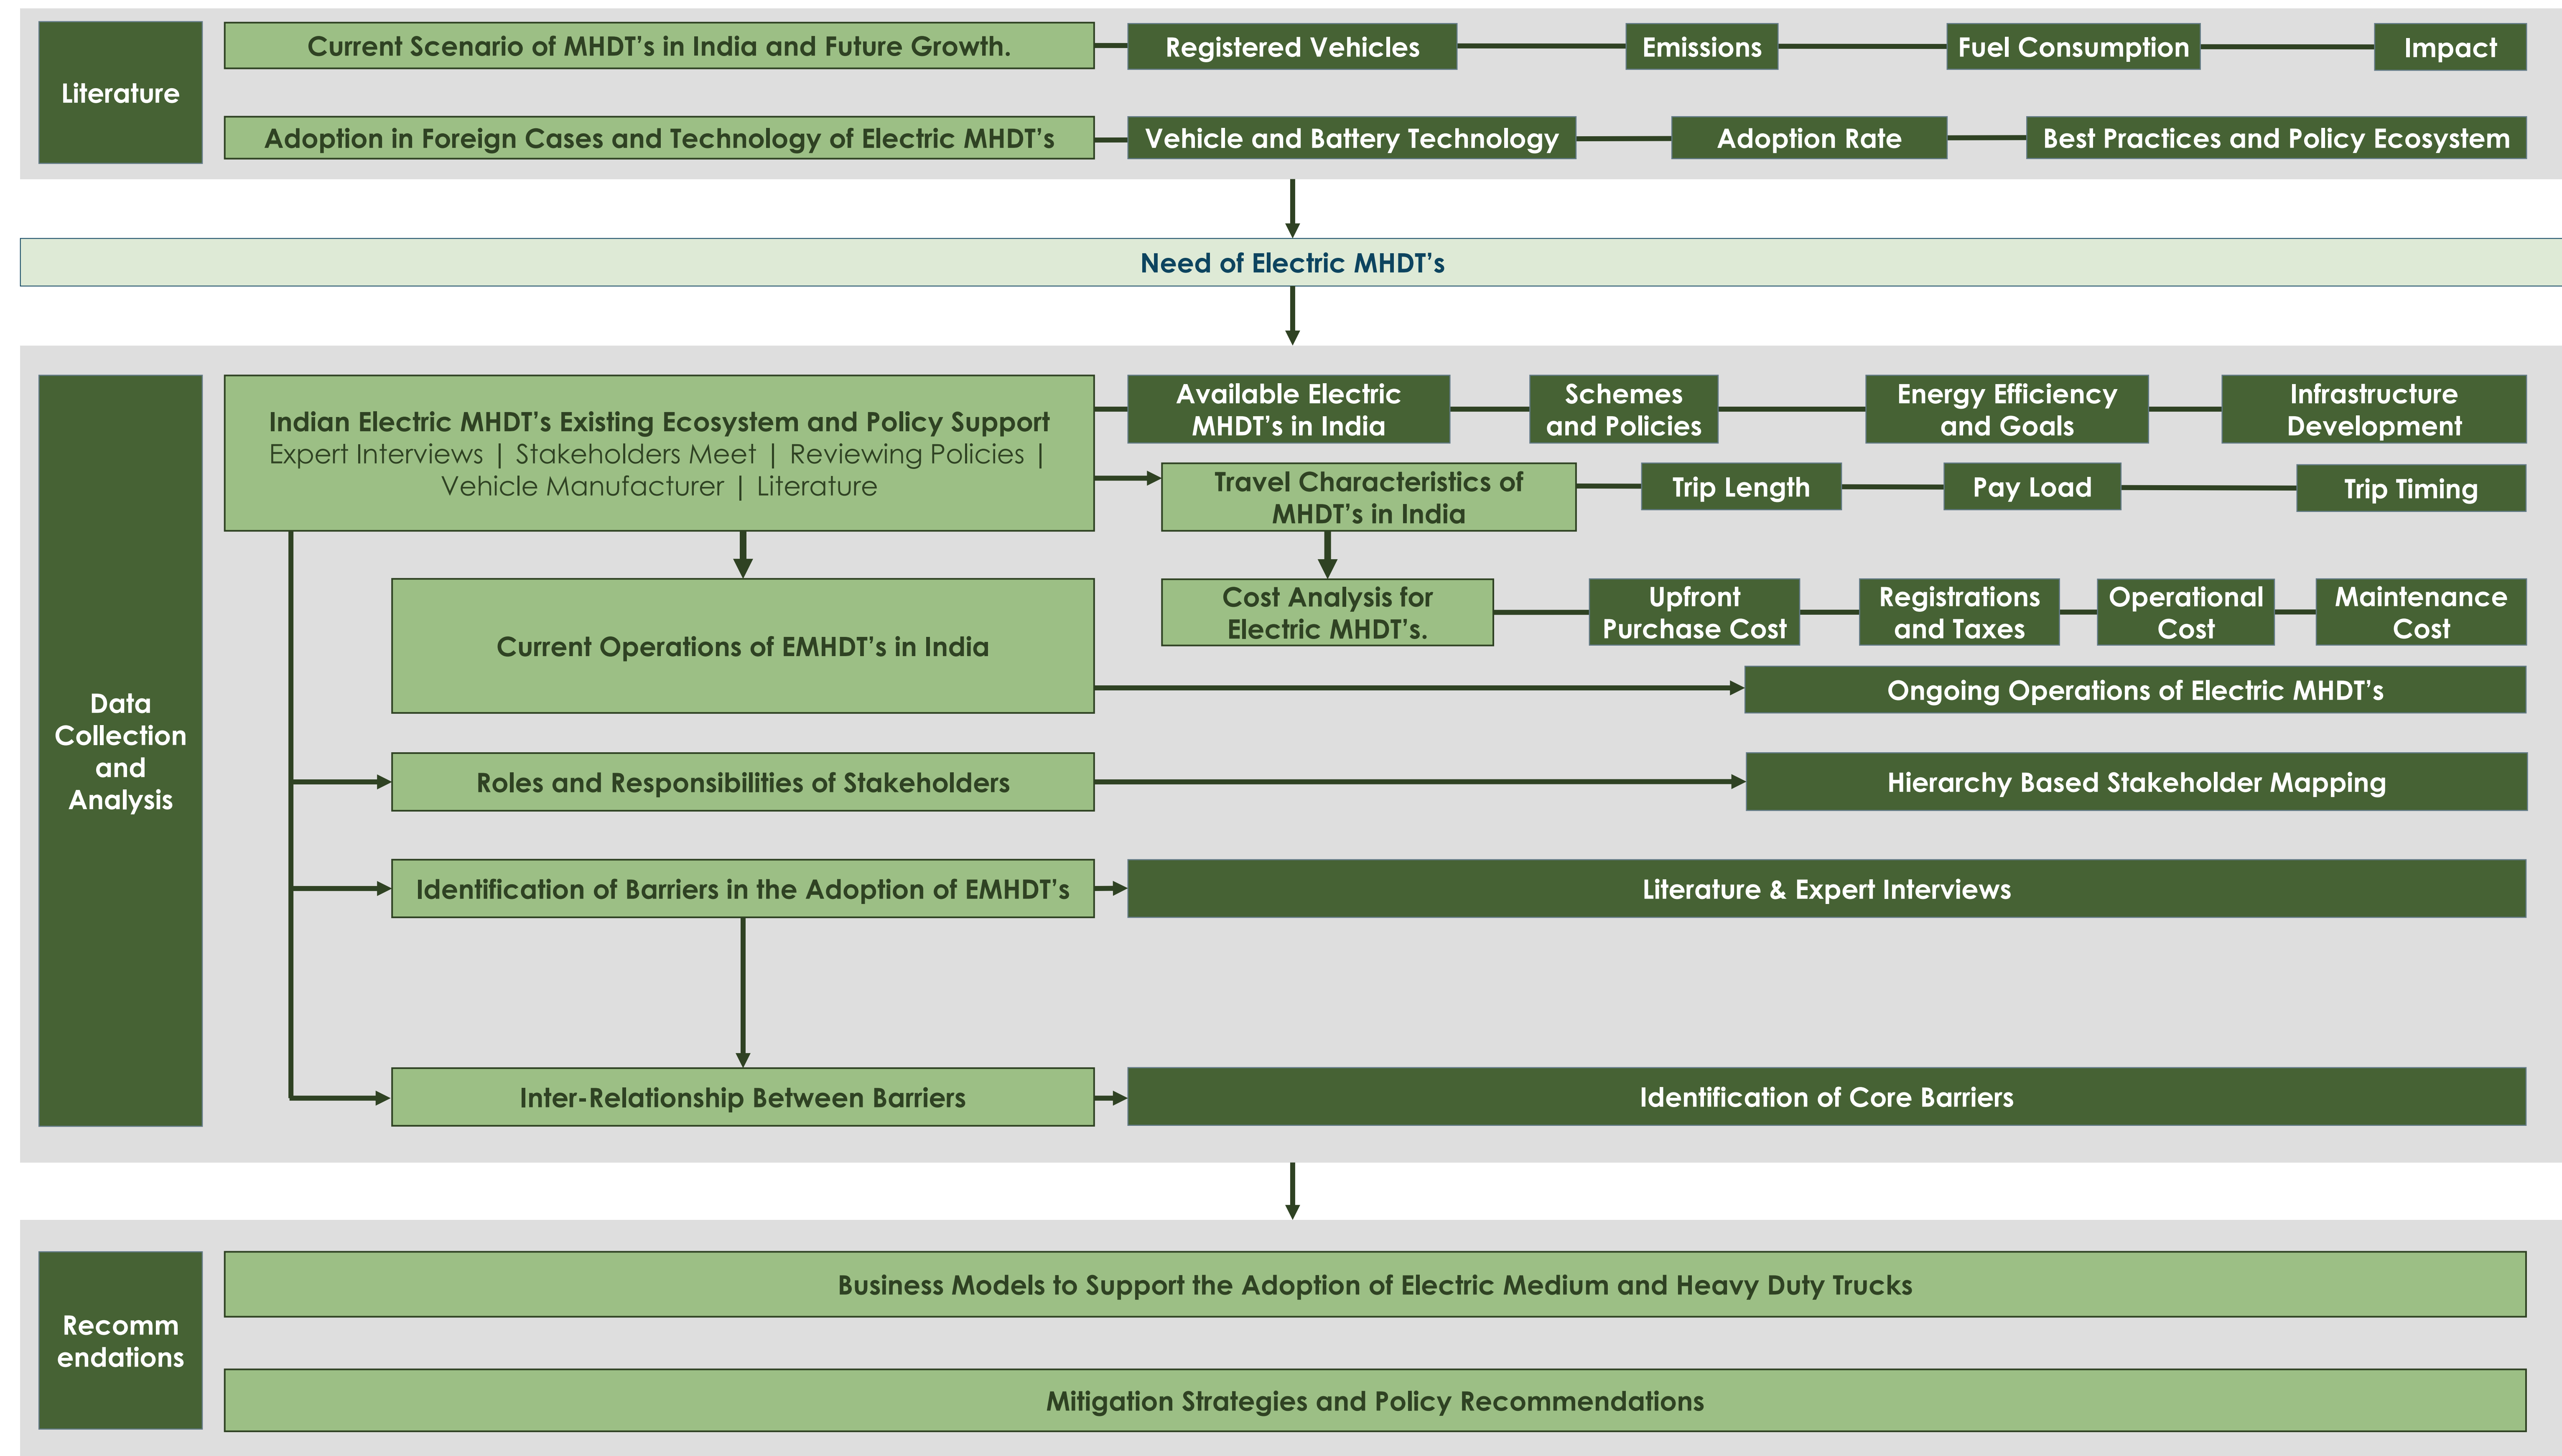 Literature
Current Scenario of MHDT’s in India and Future Growth.
Registered Vehicles
Emissions
Fuel Consumption
Impact
Adoption in Foreign Cases and Technology of Electric MHDT’s
Vehicle and Battery Technology
Adoption Rate
Best Practices and Policy Ecosystem
Need of Electric MHDT’s
Data
Collection
and
Analysis
Indian Electric MHDT’s Existing Ecosystem and Policy Support
Expert Interviews | Stakeholders Meet | Reviewing Policies |
Vehicle Manufacturer | Literature
Available Electric
MHDT’s in India
Schemes
and Policies
Energy Efficiency
and Goals
Infrastructure
Development
Travel Characteristics of
MHDT’s in India
Trip Length
Pay Load
Trip Timing
Current Operations of EMHDT’s in India
Cost Analysis for
Electric MHDT’s.
Upfront
Purchase Cost
Registrations
and Taxes
Operational
Cost
Maintenance
Cost
Ongoing Operations of Electric MHDT’s
Roles and Responsibilities of Stakeholders
Hierarchy Based Stakeholder Mapping
Identification of Barriers in the Adoption of EMHDT’s
Literature & Expert Interviews
Inter-Relationship Between Barriers
Identification of Core Barriers
Recomm
endations
Business Models to Support the Adoption of Electric Medium and Heavy Duty Trucks
Mitigation Strategies and Policy Recommendations